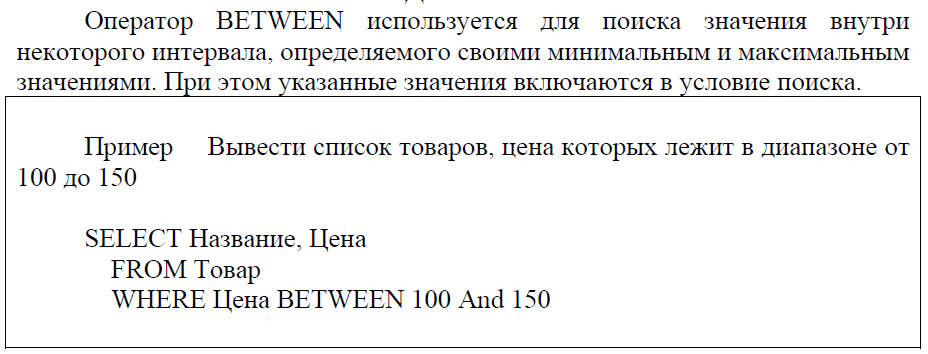 Оператор BETWEEN используется для поиска значения внутри
некоторого интервала, определяемого своими минимальным и максимальным
значениями. При этом указанные значения включаются в условие поиска.
Пример Вывести список товаров, цена которых лежит в диапазоне от
100 до 150
SELECT Название, Цена
FROM Товар
WHERE Цена BETWEEN 100 And 150